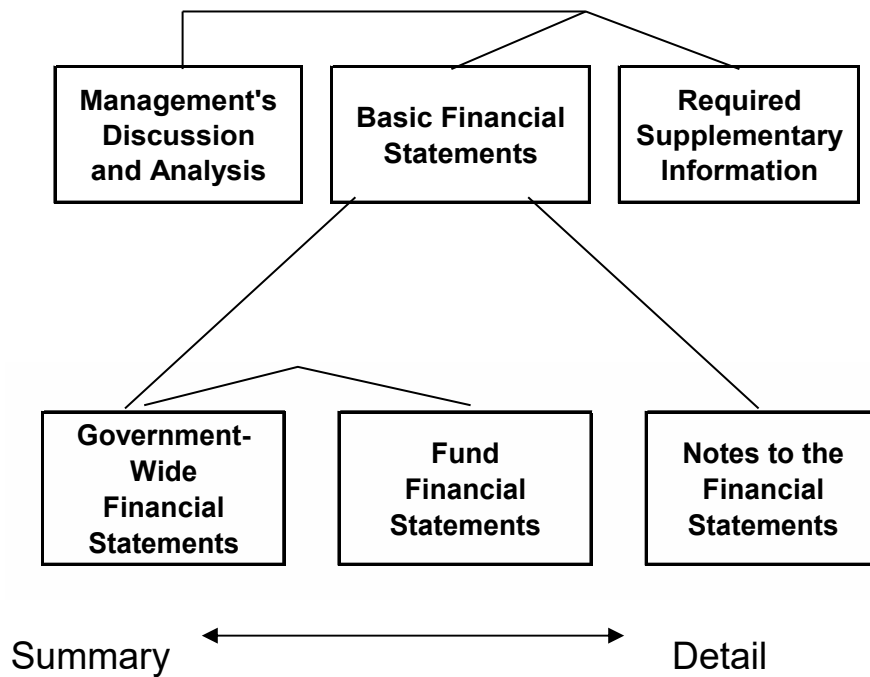 Management's
Discussion
and Analysis
Basic Financial
Statements
Required
Supplementary
Information
Government-
Wide
Financial
Statements
Fund
Financial
Statements
Notes to the
Financial
Statements
Summary
Detail